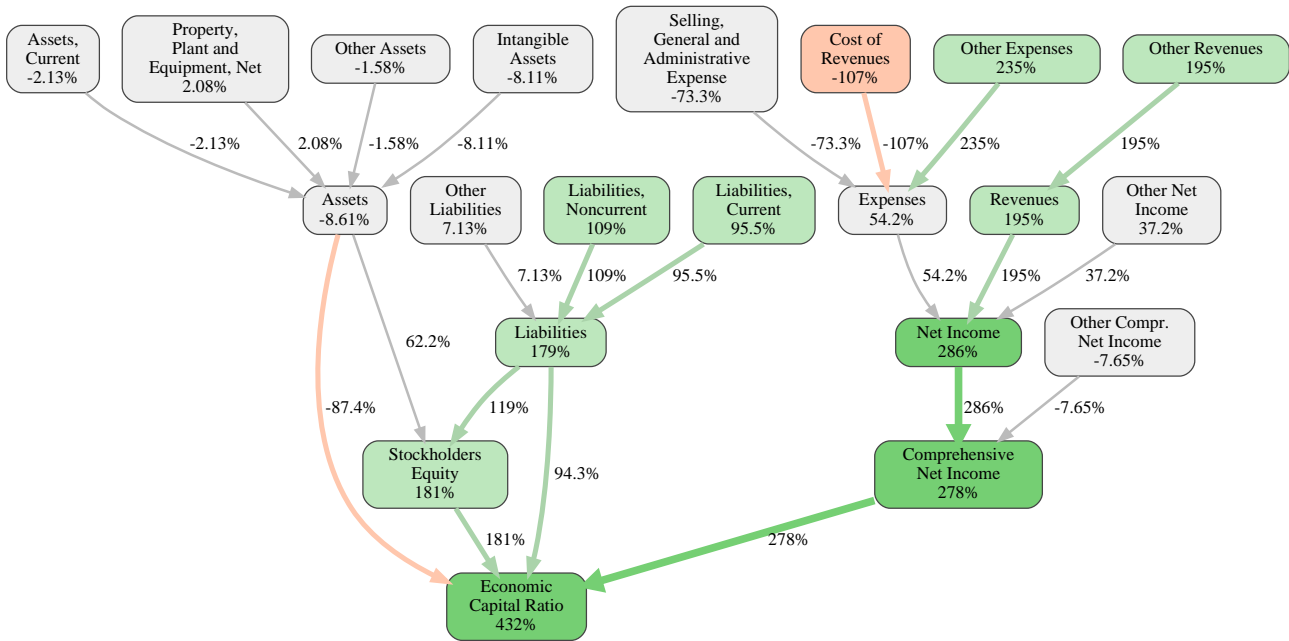 Assets,
Current
-2.13%
Property,
Plant and
Equipment, Net
2.08%
Other Assets
-1.58%
Intangible
Assets
-8.11%
Selling,
General and
Administrative
Expense
-73.3%
Cost of
Revenues
-107%
Other Expenses
235%
Other Revenues
195%
-2.13%
2.08%
-1.58%
-8.11%
-73.3%
-107%
235%
195%
Assets
-8.61%
Other
Liabilities
7.13%
Liabilities,
Noncurrent
109%
Liabilities,
Current
95.5%
Expenses
54.2%
Revenues
195%
Other Net
Income
37.2%
7.13%
109%
95.5%
54.2%
195%
37.2%
62.2%
Liabilities
179%
Net Income
286%
Other Compr.
Net Income
-7.65%
-87.4%
119%
286%
-7.65%
Stockholders
Equity
181%
94.3%
Comprehensive
Net Income
278%
181%
278%
Economic
Capital Ratio
432%